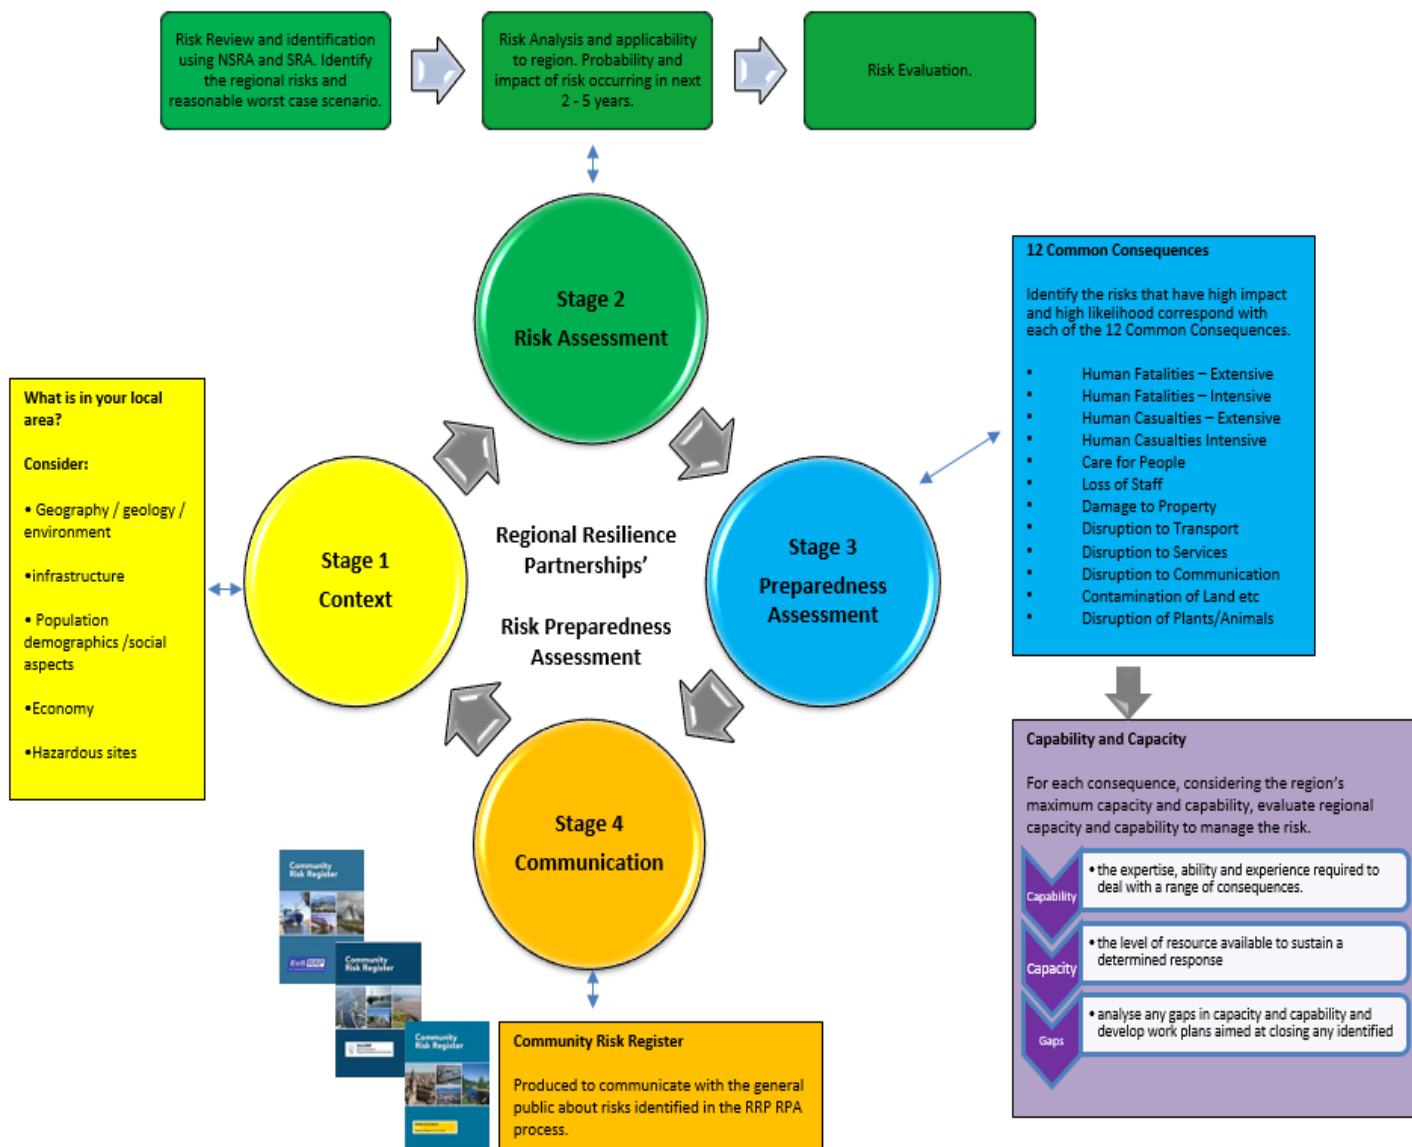 Risk Review and identification
using NSRA and SRA. Identify
the regional risks and
reasonable worst case scenario.
Risk Analysis and applicability
to region. Probability and
impact of risk occurring in next
2 - 5 years.
Risk Evaluation.
Stage 2
Risk Assessment
12 Common Consequences
Identify the risks that have high impact
and high likelihood correspond with
each of the 12 Common Consequences.
• Human Fatalities – Extensive
• Human Fatalities – Intensive
• Human Casualties – Extensive
• Human Casualties Intensive
• Care for People
• Loss of Staff
• Damage to Property
• Disruption to Transport
• Disruption to Services
• Disruption to Communication
• Contamination of Land etc
• Disruption of Plants/Animals
What is in your local
area?
Consider:
• Geography / geology /
environment
•infrastructure
• Population
demographics /social
aspects
•Economy
•Hazardous sites
Stage 1
Context
Regional Resilience
Partnerships’
Risk Preparedness
Assessment
Stage 3
Preparedness
Assessment
Stage 4
Communication
Capability and Capacity
For each consequence, considering the region’s
maximum capacity and capability, evaluate regional
capacity and capability to manage the risk.
Capability
• the expertise, ability and experience required to
deal with a range of consequences.
Capacity
• the level of resource available to sustain a
determined response
Gaps
• analyse any gaps in capacity and capability and
develop work plans aimed at closing any identified
Community
Risk Register
EoS RRP
Community
Risk Register
Community
Risk Register
Community Risk Register
Produced to communicate with the general
public about risks identified in the RRP RPA
process.